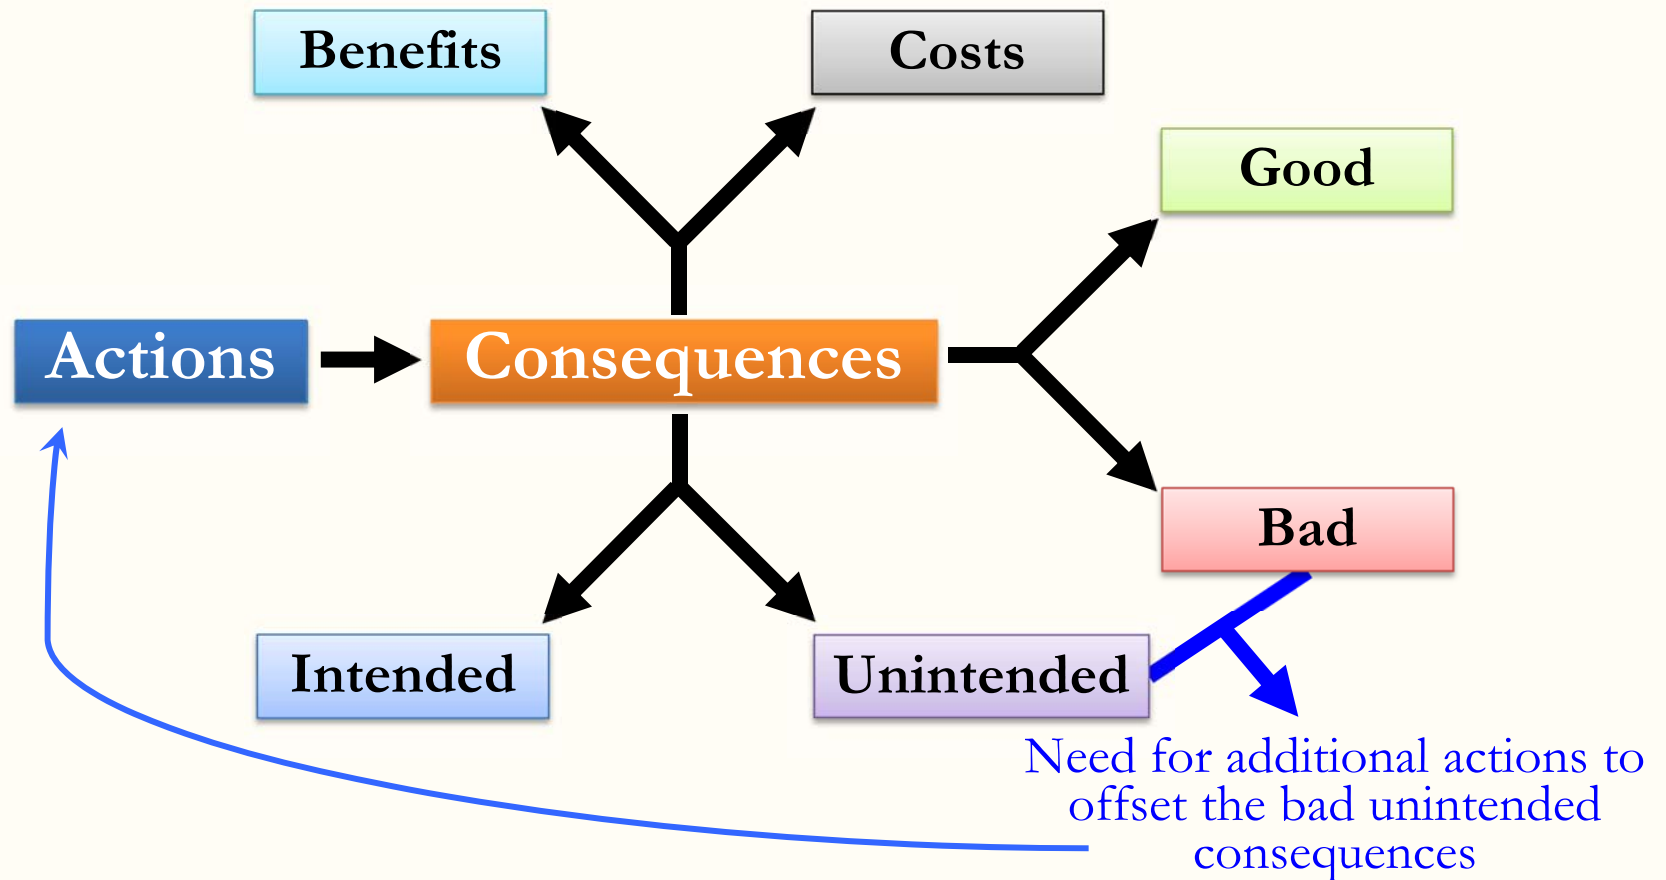 Benefits
Costs
Good
Actions
Consequences
Bad
Intended
Unintended
Need for additional actions to
offset the bad unintended
consequences